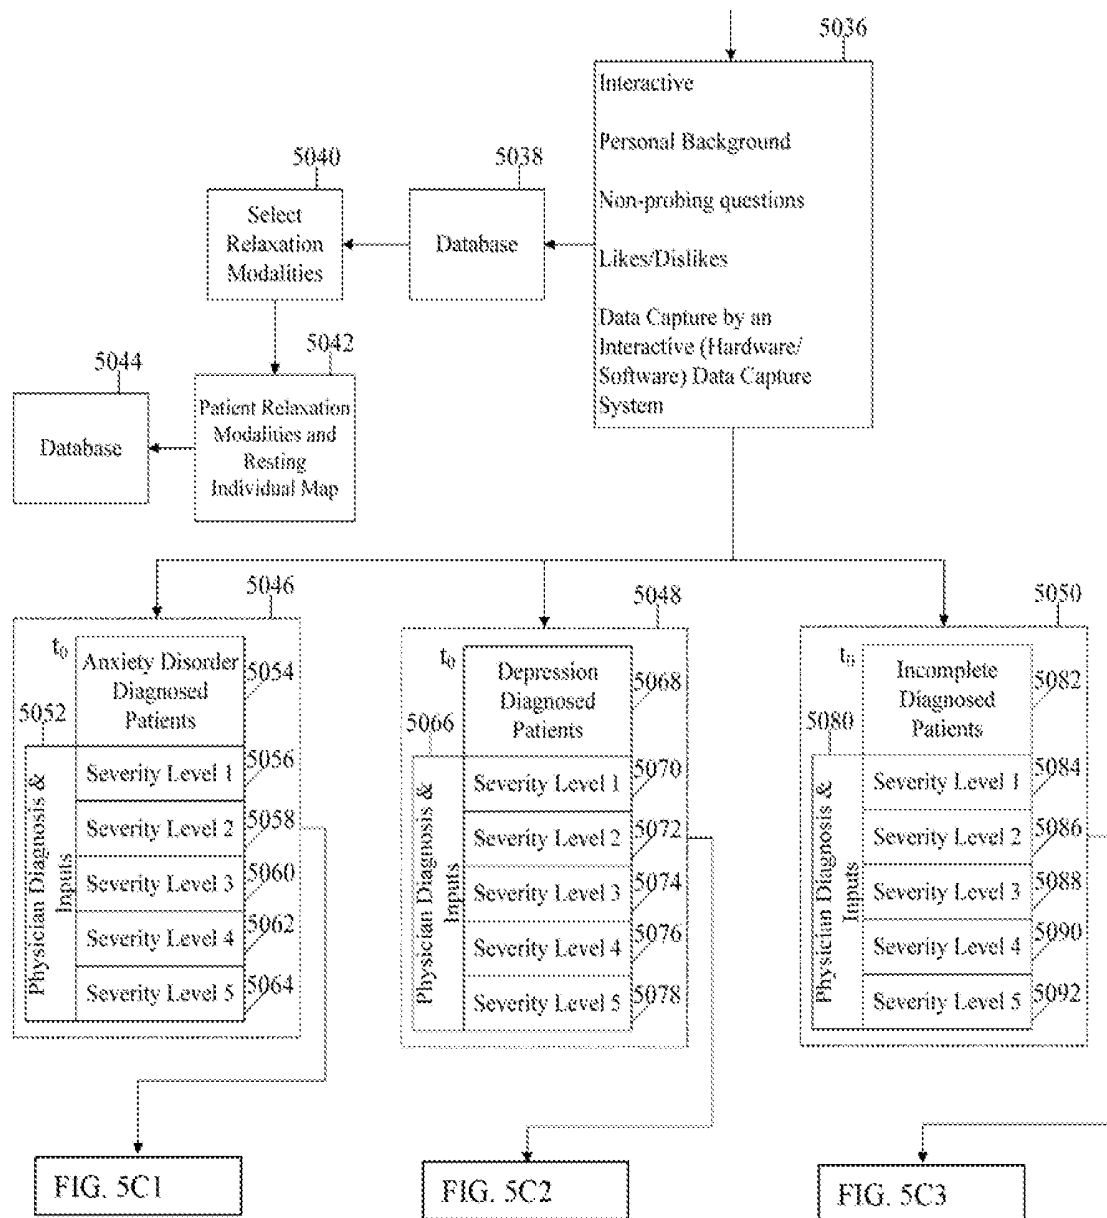 5036
Interactive
Personal Background
Non-probing questions
Likes/Dislikes
Data Capture by an
Interactive (Hardware/
Software) Data Capture
System
5038
Database
5040
Select
Relaxation
Modalities
5042
Patient Relaxation
Modalities and
Resting
Individual Map
5044
Database
5046
t0
Anxiety Disorder
Diagnosed
Patients
5054
5052
Physician Diagnosis &
Inputs
Severity Level 1
5056
Severity Level 2
5058
Severity Level 3
5060
Severity Level 4
5062
Severity Level 5
5064
FIG. 5C1
5048
t0
Depression
Diagnosed
Patients
5068
5066
Physician Diagnosis &
Inputs
Severity Level 1
5070
Severity Level 2
5072
Severity Level 3
5074
Severity Level 4
5076
Severity Level 5
5078
FIG. 5C2
5050
t0
Incomplete
Diagnosed
Patients
5082
5080
Physician Diagnosis &
Inputs
Severity Level 1
5084
Severity Level 2
5086
Severity Level 3
5088
Severity Level 4
5090
Severity Level 5
5092
FIG. 5C3